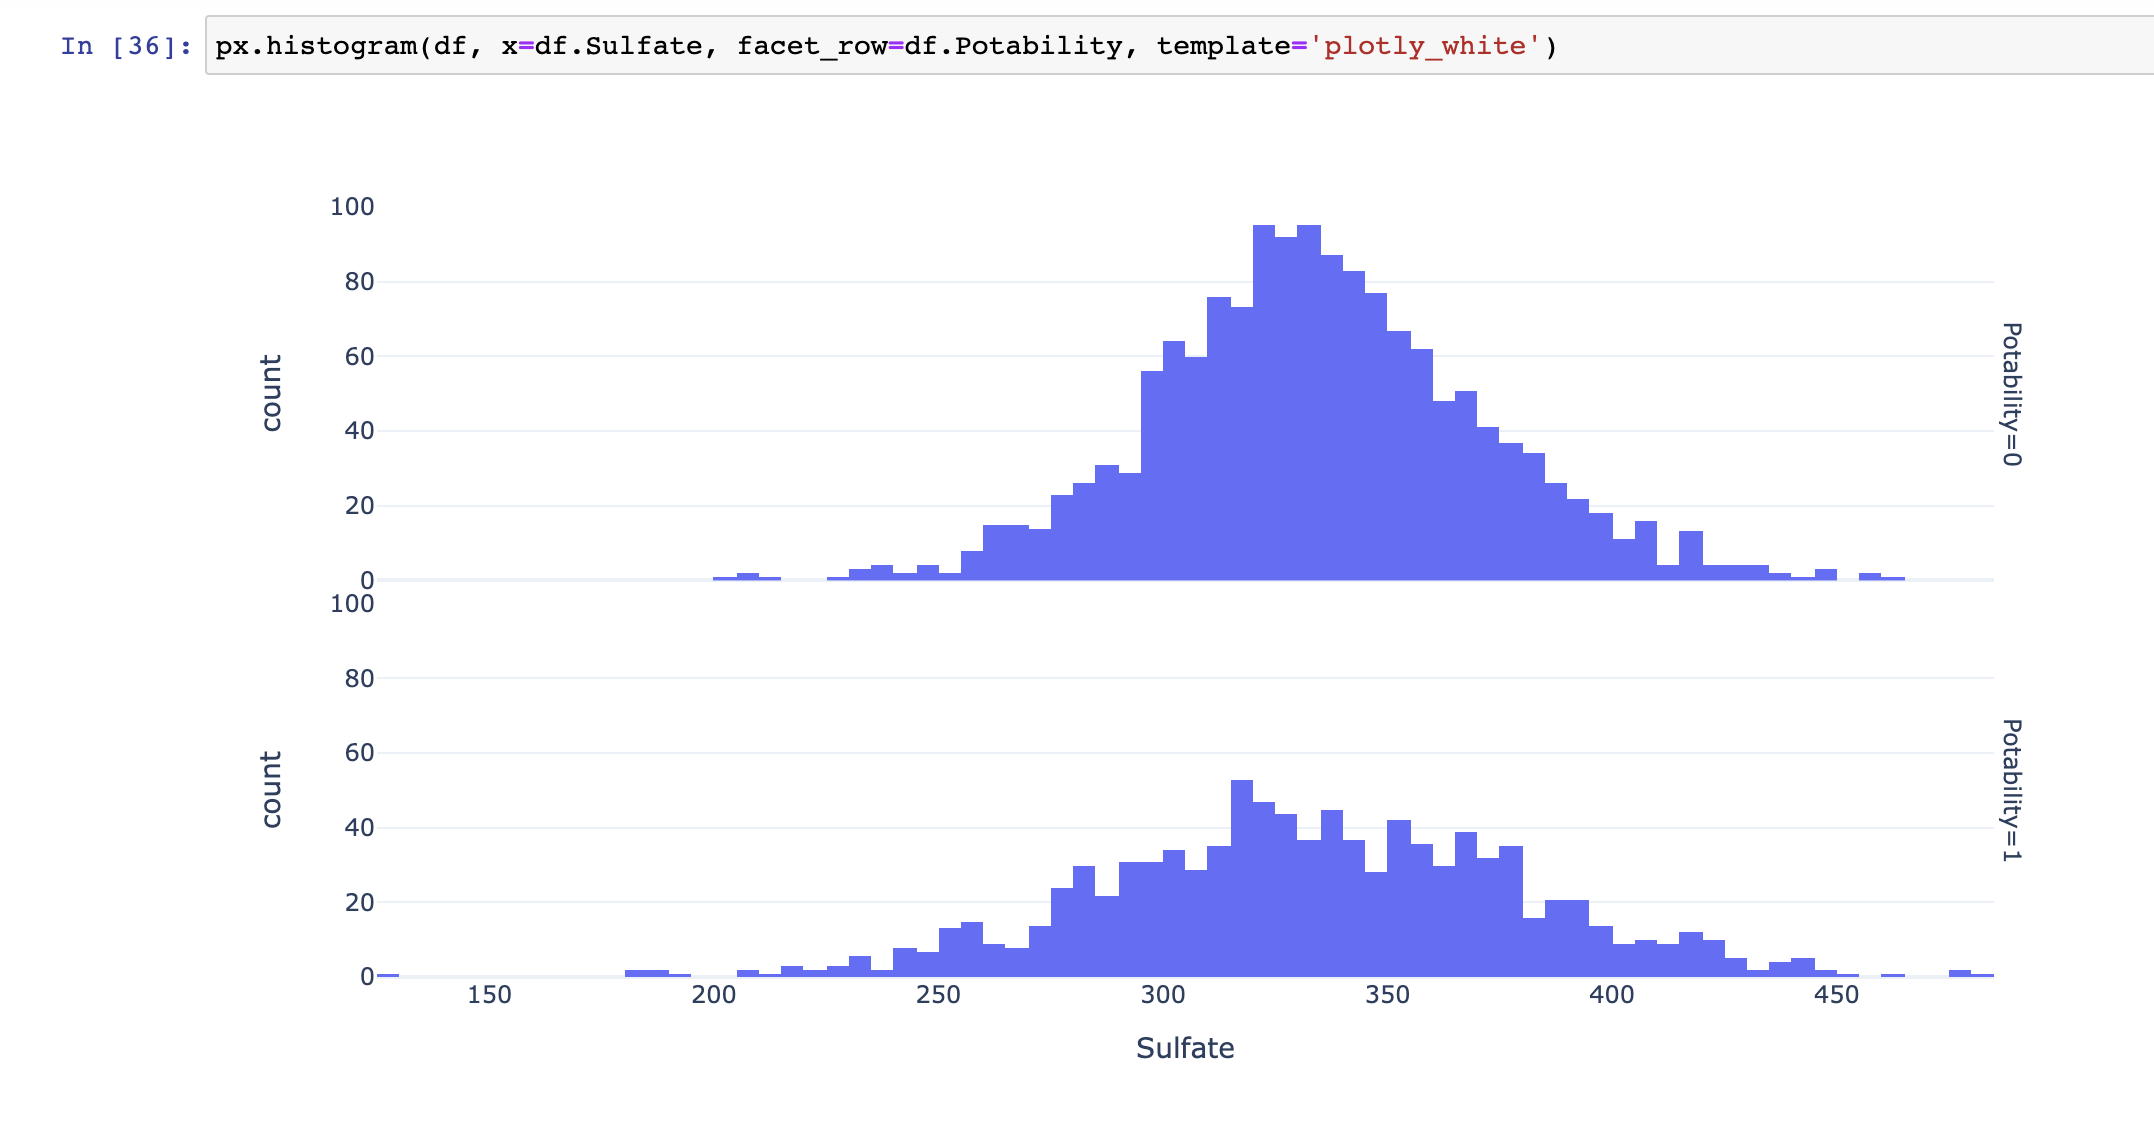 In [36]: px.histogram(df, x=df.Sulfate, facet_row=df.Potability, template='plotly_white')
100
80
60
40
20
0
count
Potability=0
100
80
60
40
20
0
count
Potability=1
150 200 250 300 350 400 450
Sulfate